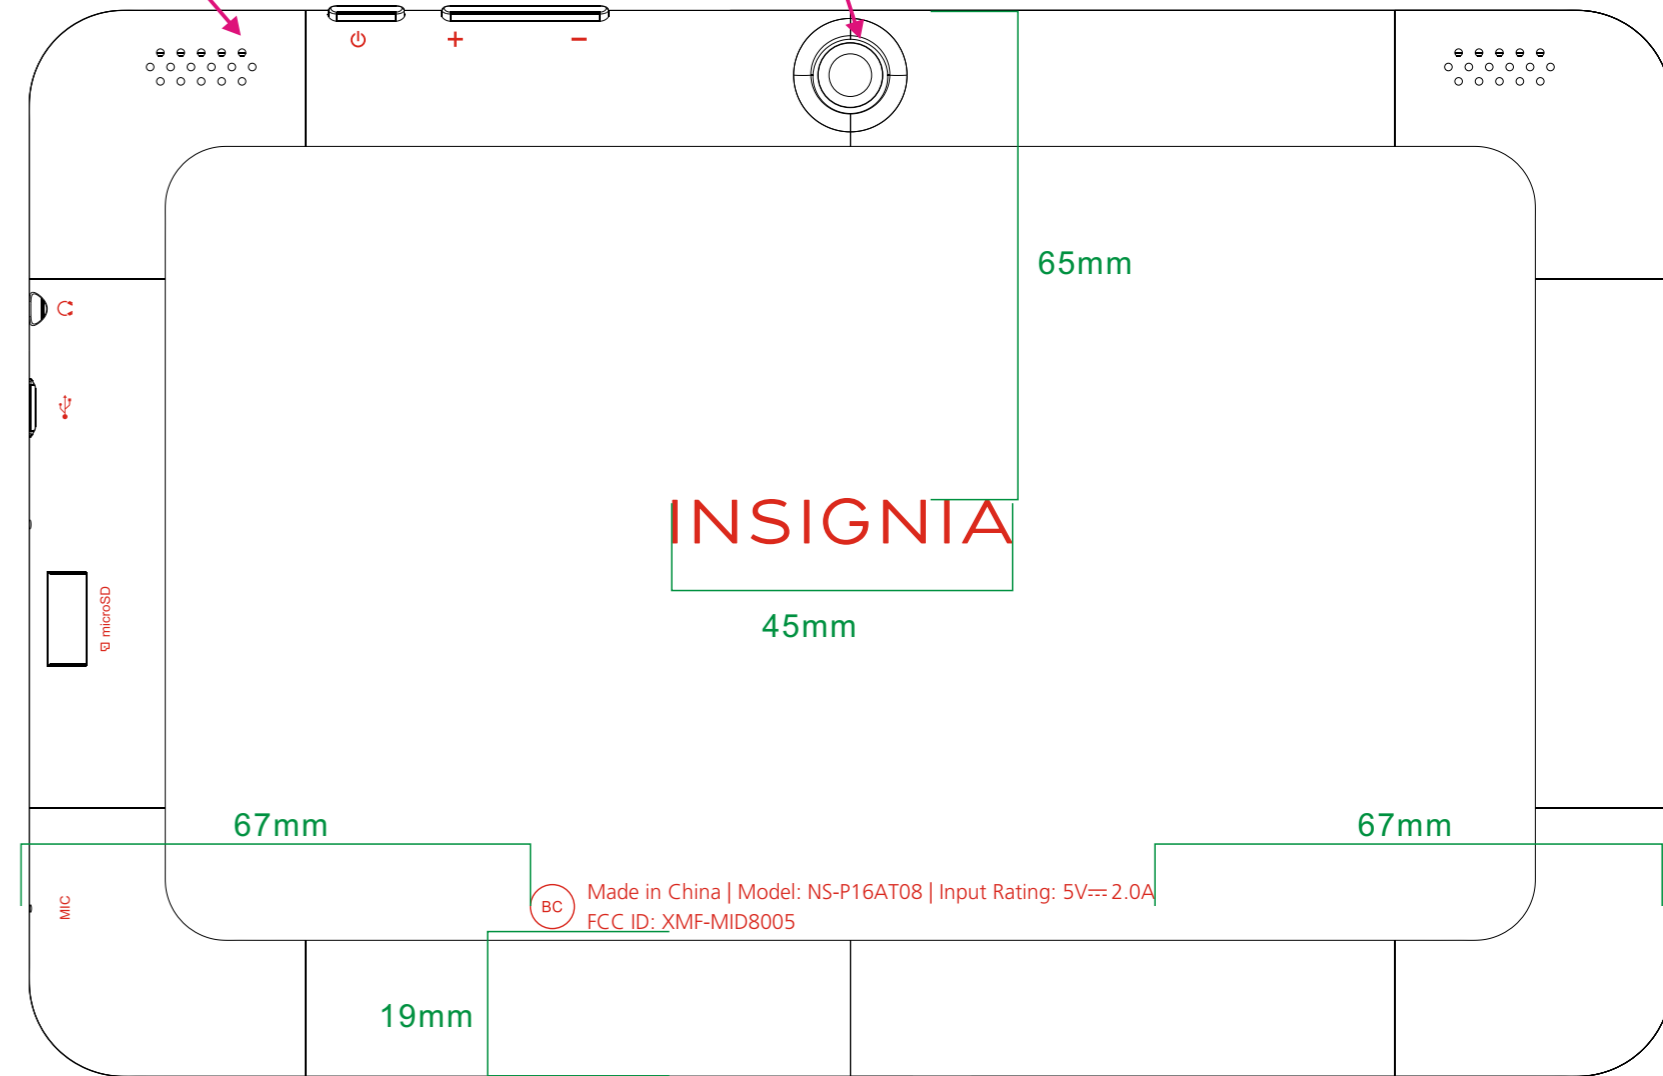 + −
65mm
INSIGNIA
45mm
microSD
67mm
67mm
MIC
BC
Made in China | Model: NS-P16AT08 | Input Rating: 5V⎓2.0A
FCC ID: XMF-MID8005
19mm